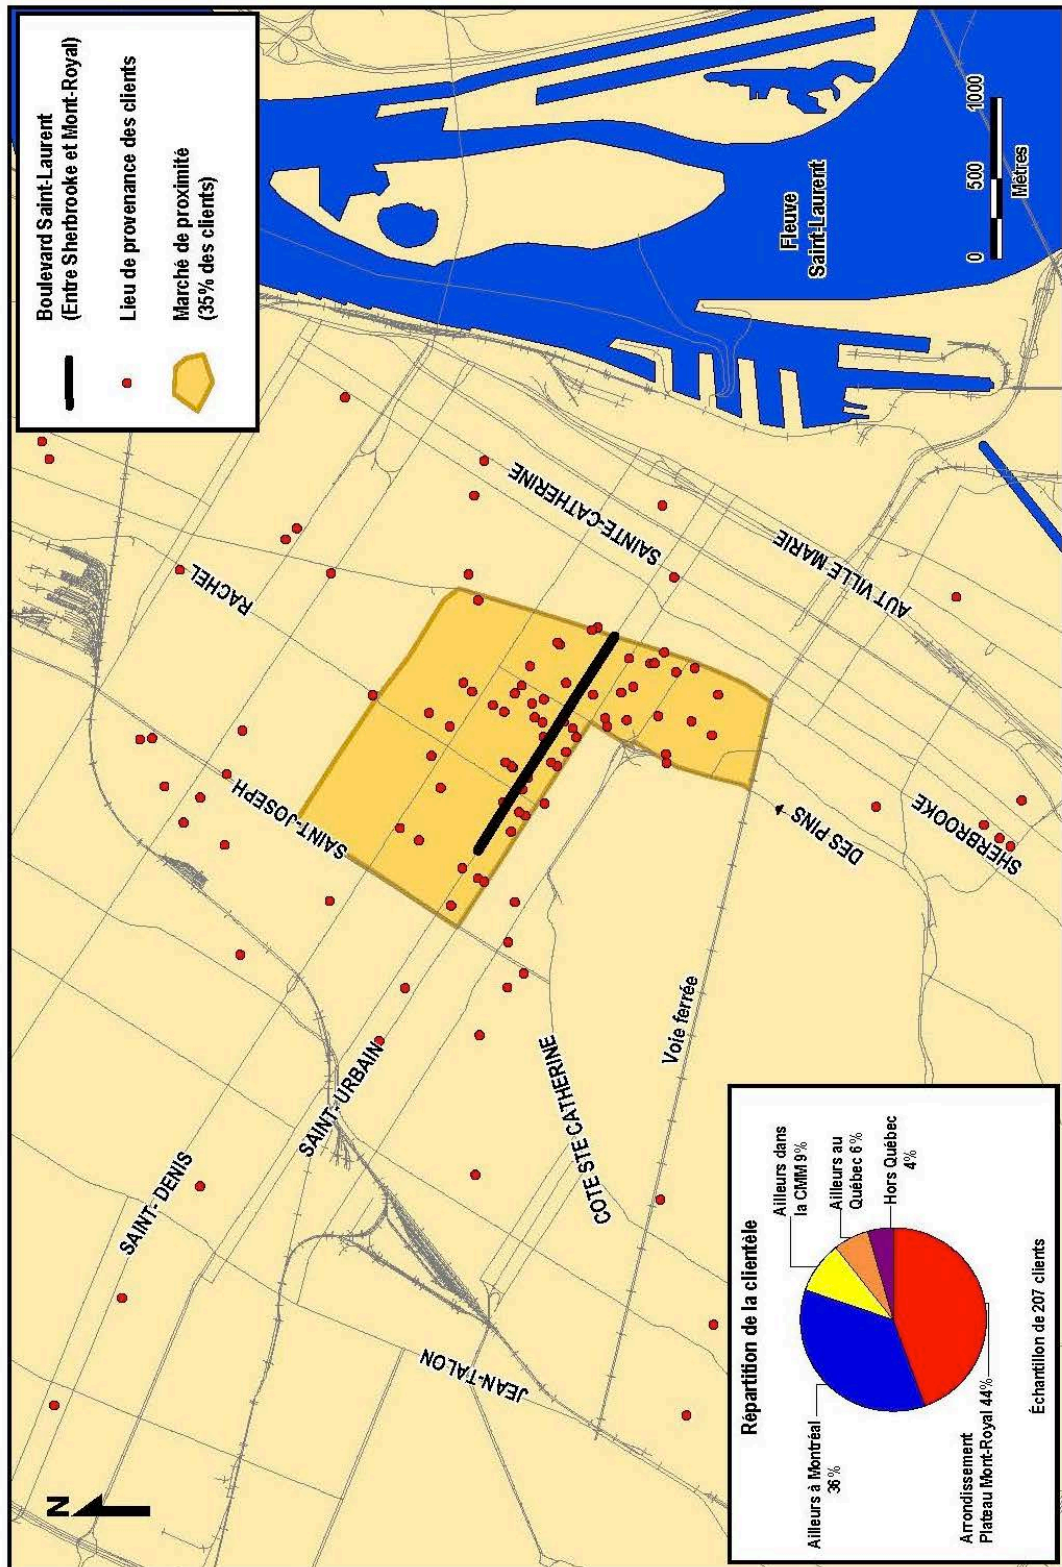 N
Boulevard Saint-Laurent
(Entre Sherbrooke et Mont-Royal)
Lieu de provenance des clients
Marché de proximité
(35% des clients)
SAINT- DENIS
SAINT- URBAIN
JEAN-TALON
SAINT-JOSEPH
RACHEL
COTE STE CATHERINE
Voie ferrée
DES PINS
SHERBROOKE
SAINTE-CATHERINE
AUT VILLE MARIE
Fleuve
Saint-Laurent
0 500 1000
Mètres
Répartition de la clientèle
Ailleurs à Montréal
36%
Ailleurs dans
la CMM 9%
Ailleurs au
Québec 6%
Hors Québec
4%
Arrondissement
Plateau Mont-Royal 44%
Échantillon de 207 clients